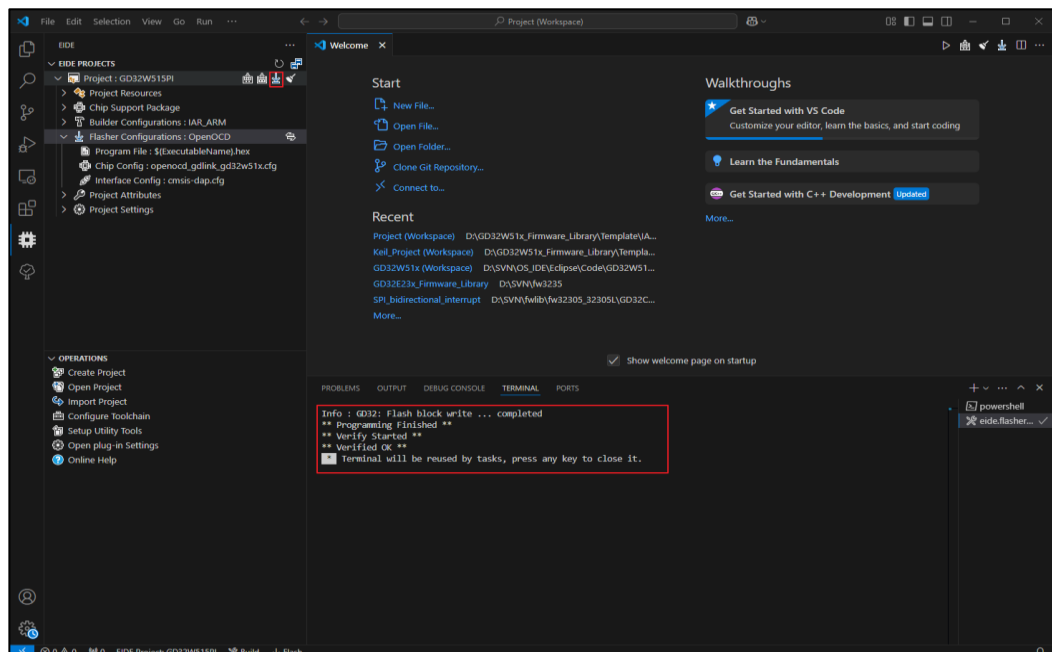 File Edit Selection View Go Run ...
Project (Workspace)
EIDE
EIDE PROJECTS
Project : GD32W515PI
Project Resources
Chip Support Package
Builder Configurations : IAR_ARM
Flasher Configurations : OpenOCD
Program File : $(ExecutableName).hex
Chip Config : openocd_gdlink_gd32w51x.cfg
Interface Config : cmsis-dap.cfg
Project Attributes
Project Settings
OPERATIONS
Create Project
Open Project
Import Project
Configure Toolchain
Setup Utility Tools
Open plug-in Settings
Online Help
Welcome
Start
New File...
Open File...
Open Folder...
Clone Git Repository...
Connect to...
Recent
Project (Workspace) D:\GD32W51x_Firmware_Library\Template\IA...
Keil_Project (Workspace) D:\GD32W51x_Firmware_Library\Templa...
GD32W51x (Workspace) D:\SVN\OS_IDE\Eclipse\Code\GD32W51...
GD32E23x_Firmware_Library D:\SVN\fw3235
SPI_bidirectional_interrupt D:\SVN\fwlib\fw32305_32305L\GD32C...
More...
Walkthroughs
Get Started with VS Code
Customize your editor, learn the basics, and start coding
Learn the Fundamentals
Get Started with C++ Development Updated
More...
Show welcome page on startup
PROBLEMS OUTPUT DEBUG CONSOLE TERMINAL PORTS
Info : GD32: Flash block write ... completed
** Programming Finished **
** Verify Started **
** Verified OK **
* Terminal will be reused by tasks, press any key to close it.
powershell
eide.flasher...
0 0 0 EIDE Project: GD32W515PI Build Flash